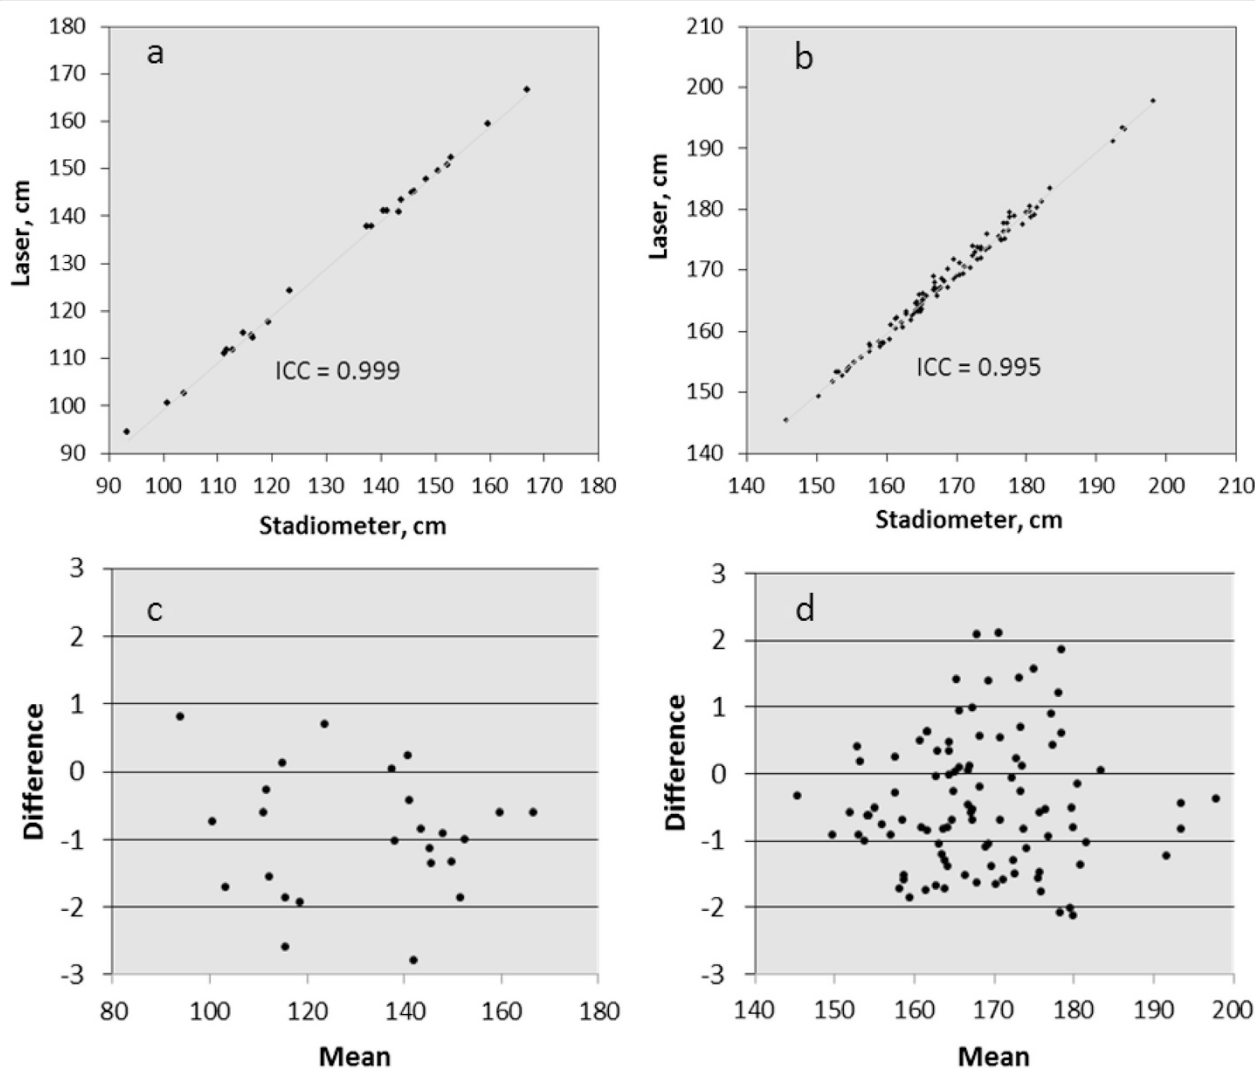 a
180
170
160
150
140
130
120
110
100
90
Laser, cm
ICC = 0.999
90 100 110 120 130 140 150 160 170 180
Stadiometer, cm
b
210
200
190
180
170
160
150
140
Laser, cm
ICC = 0.995
140 150 160 170 180 190 200 210
Stadiometer, cm
c
3
2
1
0
-1
-2
-3
Difference
80 100 120 140 160 180
Mean
d
3
2
1
0
-1
-2
-3
Difference
140 150 160 170 180 190 200
Mean